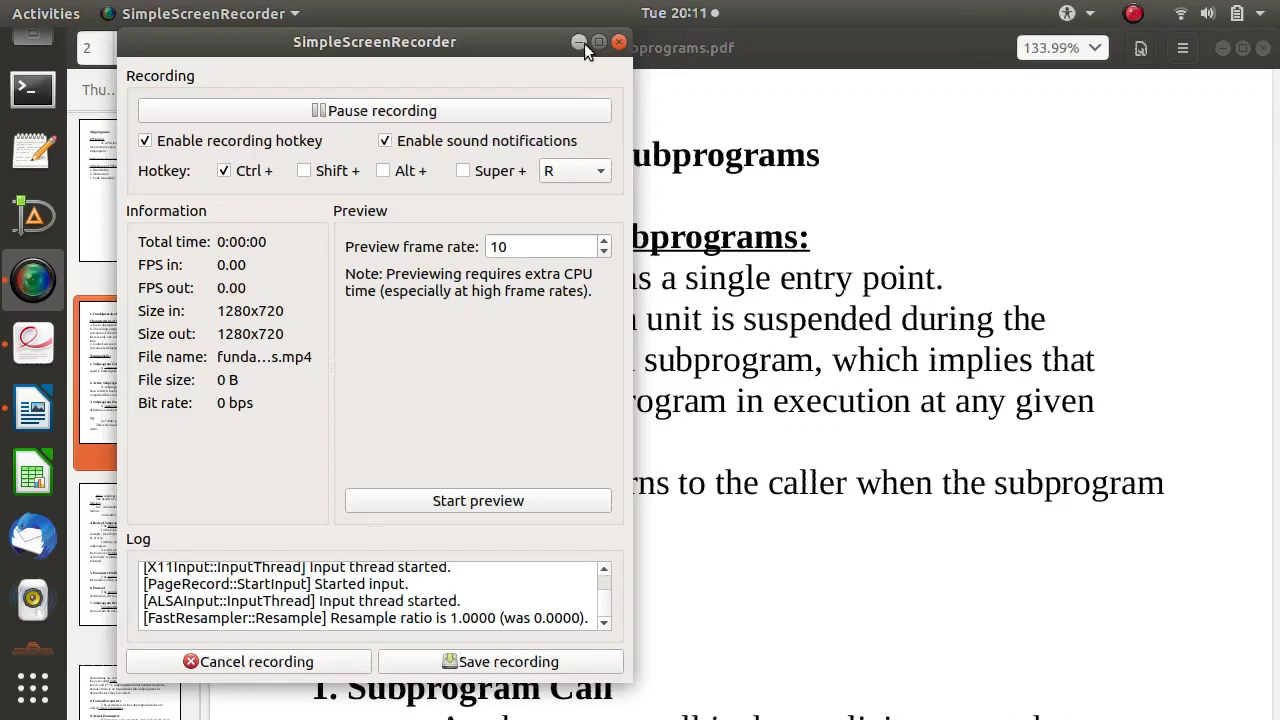 Activities
SimpleScreenRecorder
Tue 20:11
2
SimpleScreenRecorder
bprograms.pdf
133.99%
Thu...
Recording
Pause recording
Enable recording hotkey
Enable sound notifications
Hotkey:
Ctrl +
Shift +
Alt +
Super +
R
Information
Total time: 0:00:00
FPS in: 0.00
FPS out: 0.00
Size in: 1280x720
Size out: 1280x720
File name: funda...s.mp4
File size: 0 B
Bit rate: 0 bps
Preview
Preview frame rate: 10
Note: Previewing requires extra CPU
time (especially at high frame rates).
Start preview
Log
[X11Input::InputThread] Input thread started.
[PageRecord::StartInput] Started input.
[ALSAInput::InputThread] Input thread started.
[FastResampler::Resample] Resample ratio is 1.0000 (was 0.0000).
Cancel recording
Save recording
ubprograms
bprograms:
s a single entry point.
unit is suspended during the
subprogram, which implies that
rogram in execution at any given
rns to the caller when the subprogram
1. Subprogram Call